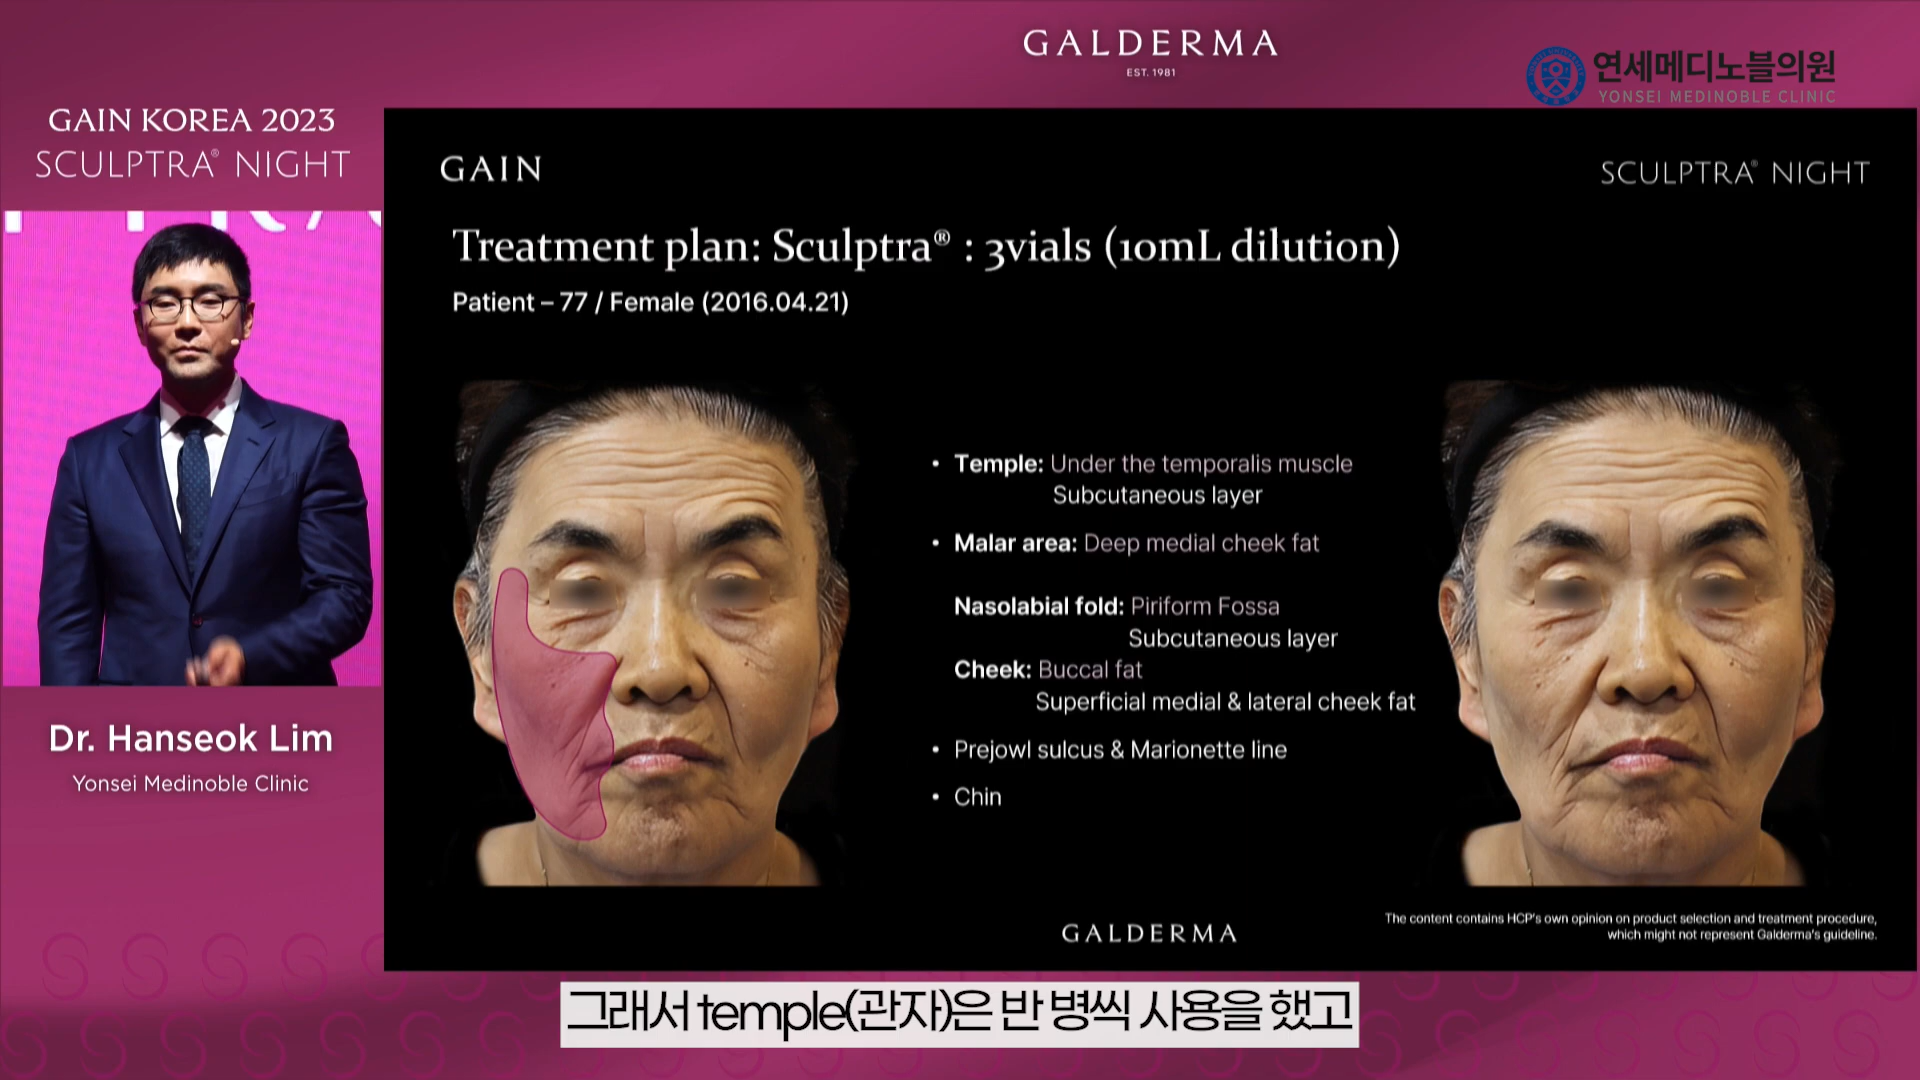 GALDERMA
EST. 1981
연세메디노블의원
YONSEI MEDINOBLE CLINIC
GAIN KOREA 2023
SCULPTRA® NIGHT
GAIN
SCULPTRA® NIGHT
Treatment plan: Sculptra® : 3vials (10mL dilution)
Patient – 77 / Female (2016.04.21)
• Temple: Under the temporalis muscle
Subcutaneous layer
• Malar area: Deep medial cheek fat
Nasolabial fold: Piriform Fossa
Subcutaneous layer
Cheek: Buccal fat
Superficial medial & lateral cheek fat
• Prejowl sulcus & Marionette line
• Chin
Dr. Hanseok Lim
Yonsei Medinoble Clinic
The content contains HCP's own opinion on product selection and treatment procedure,
which might not represent Galderma's guideline.
GALDERMA
그래서 temple(관자)은 반 병씩 사용을 했고